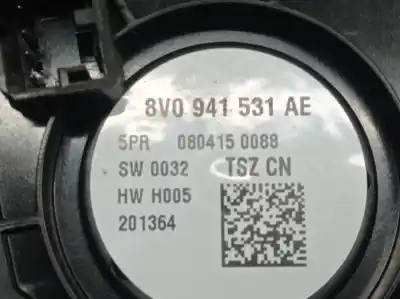 8V0 941 531 AE
5PR 080415 0088
SW 0032 TSZ CN
HW H005
201364